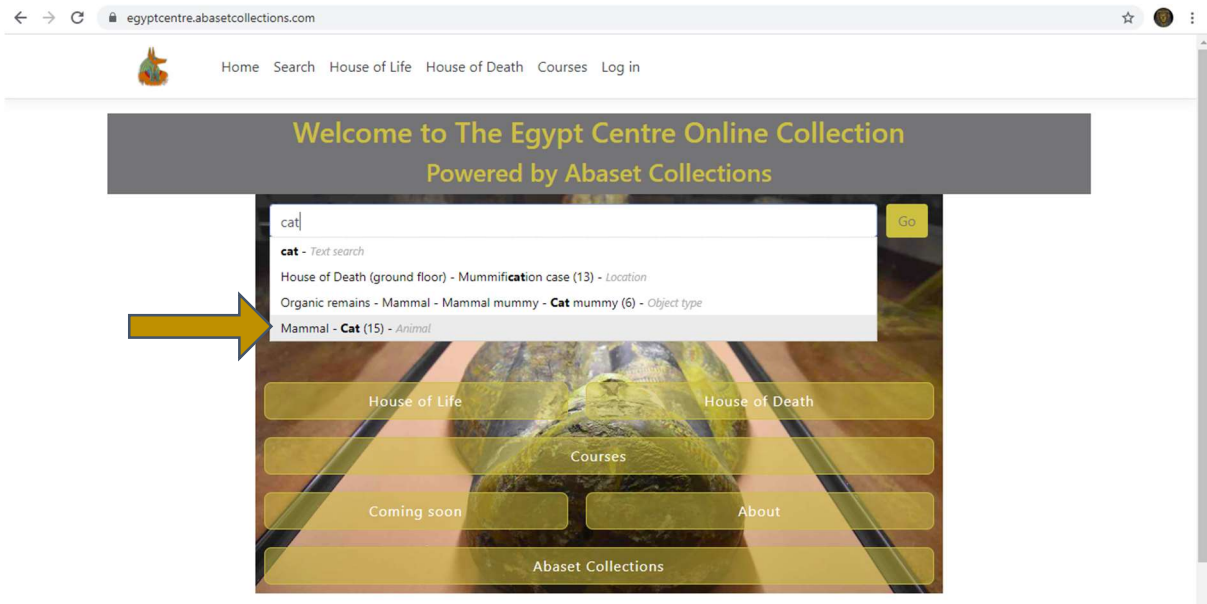 egyptcentre.abasetcollections.com
Home Search House of Life House of Death Courses Log in
Welcome to The Egypt Centre Online Collection
Powered by Abaset Collections
cat
Go
cat - Text search
House of Death (ground floor) - Mummification case (13) - Location
Organic remains - Mammal - Mammal mummy - Cat mummy (6) - Object type
Mammal - Cat (15) - Animal
House of Life House of Death
Courses
Coming soon About
Abaset Collections